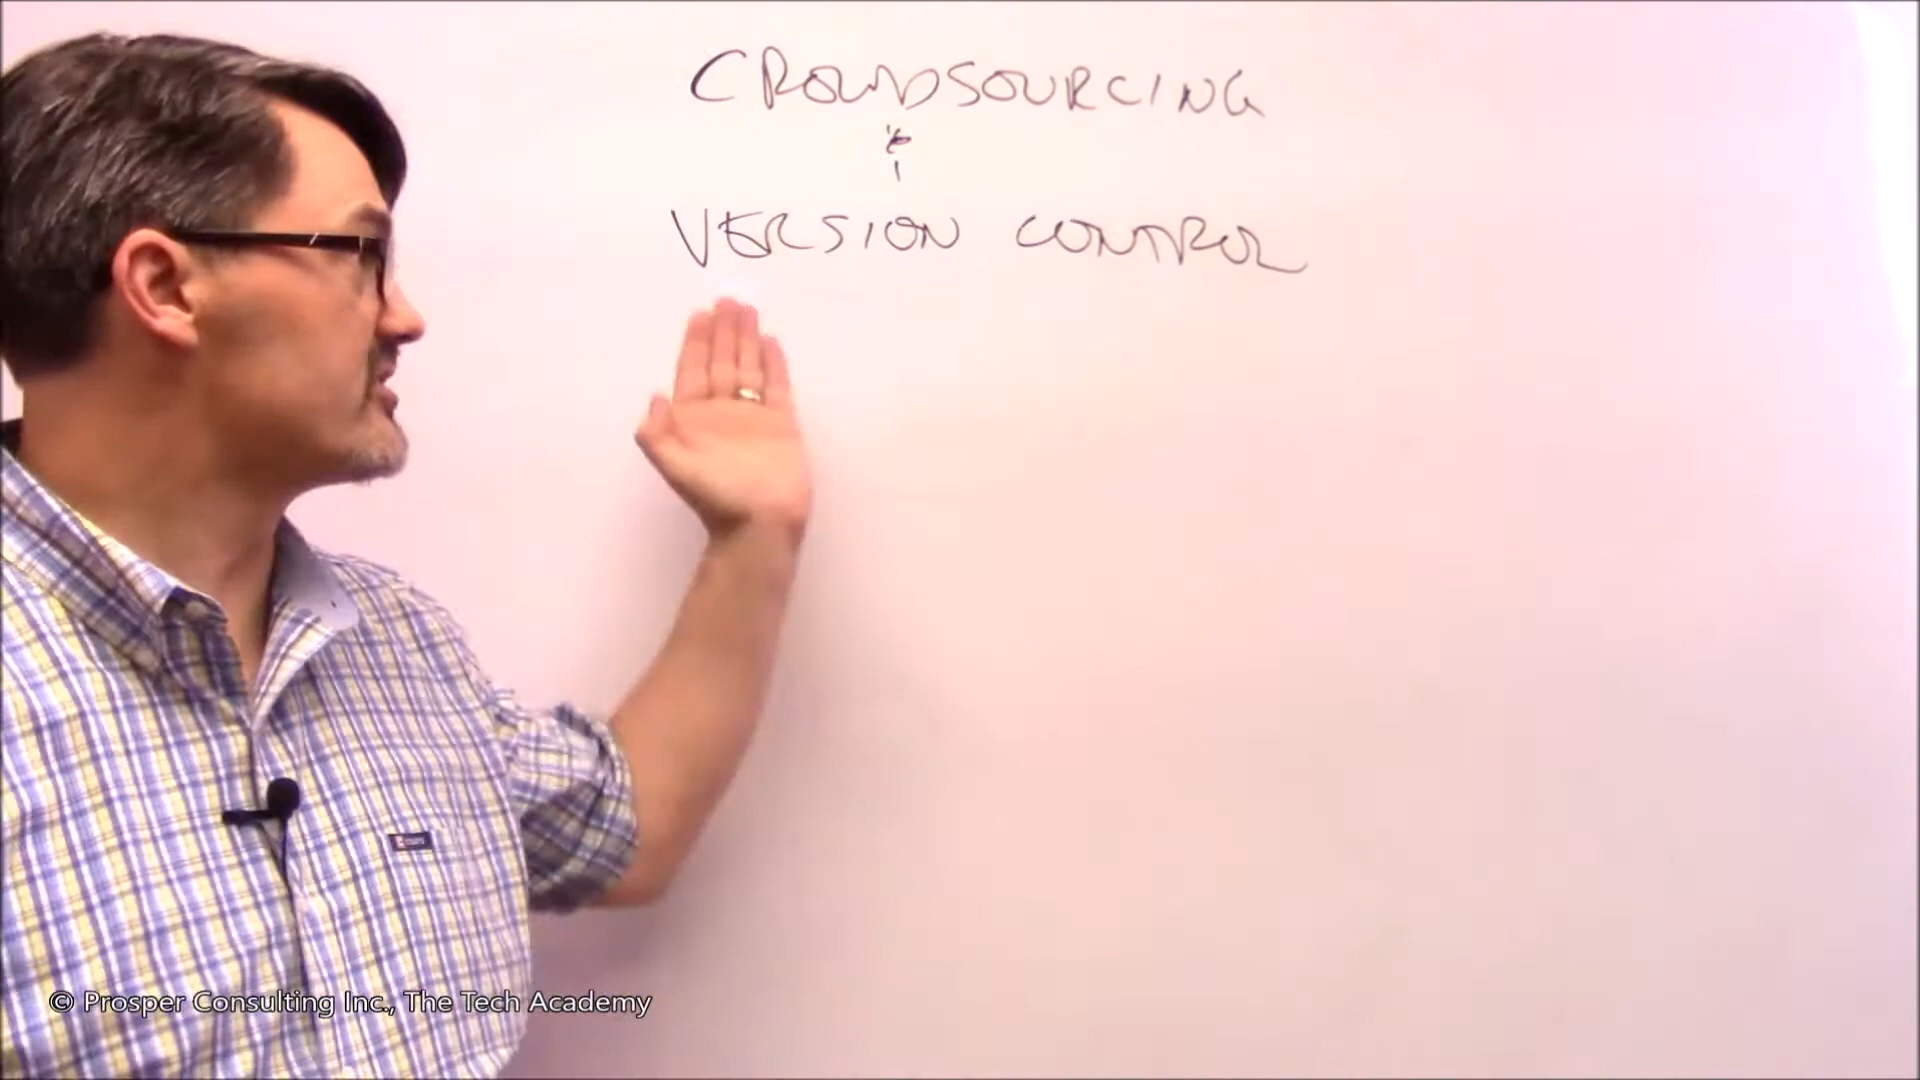 CROWDSOURCING
&
VERSION CONTROL
© Prosper Consulting Inc., The Tech Academy